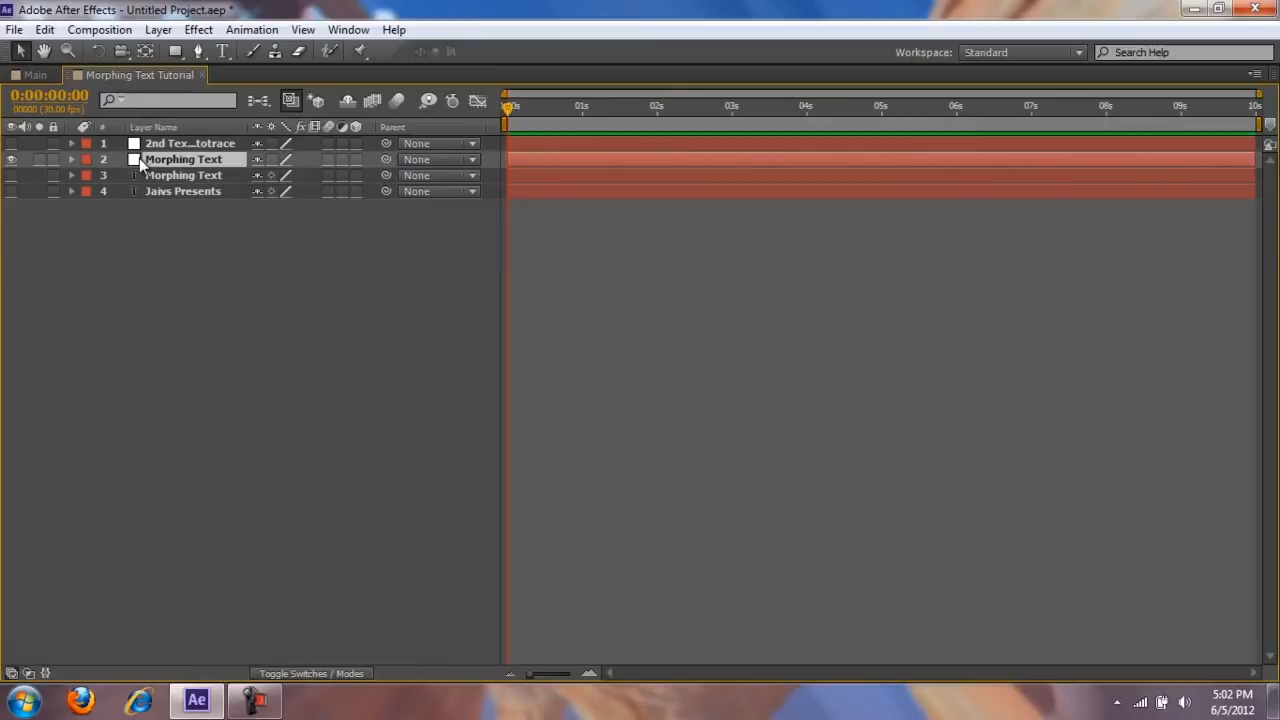 Adobe After Effects - Untitled Project.aep *
File Edit Composition Layer Effect Animation View Window Help
Workspace: Standard Search Help
Main Morphing Text Tutorial
0:00:00:00
00000 (30.00 fps)
00s 01s 02s 03s 04s 05s 06s 07s 08s 09s 10s
# Layer Name fx Parent
1 2nd Tex...totrace None
2 Morphing Text None
3 T Morphing Text None
4 T Jaivs Presents None
Toggle Switches / Modes
Ae
5:02 PM
6/5/2012